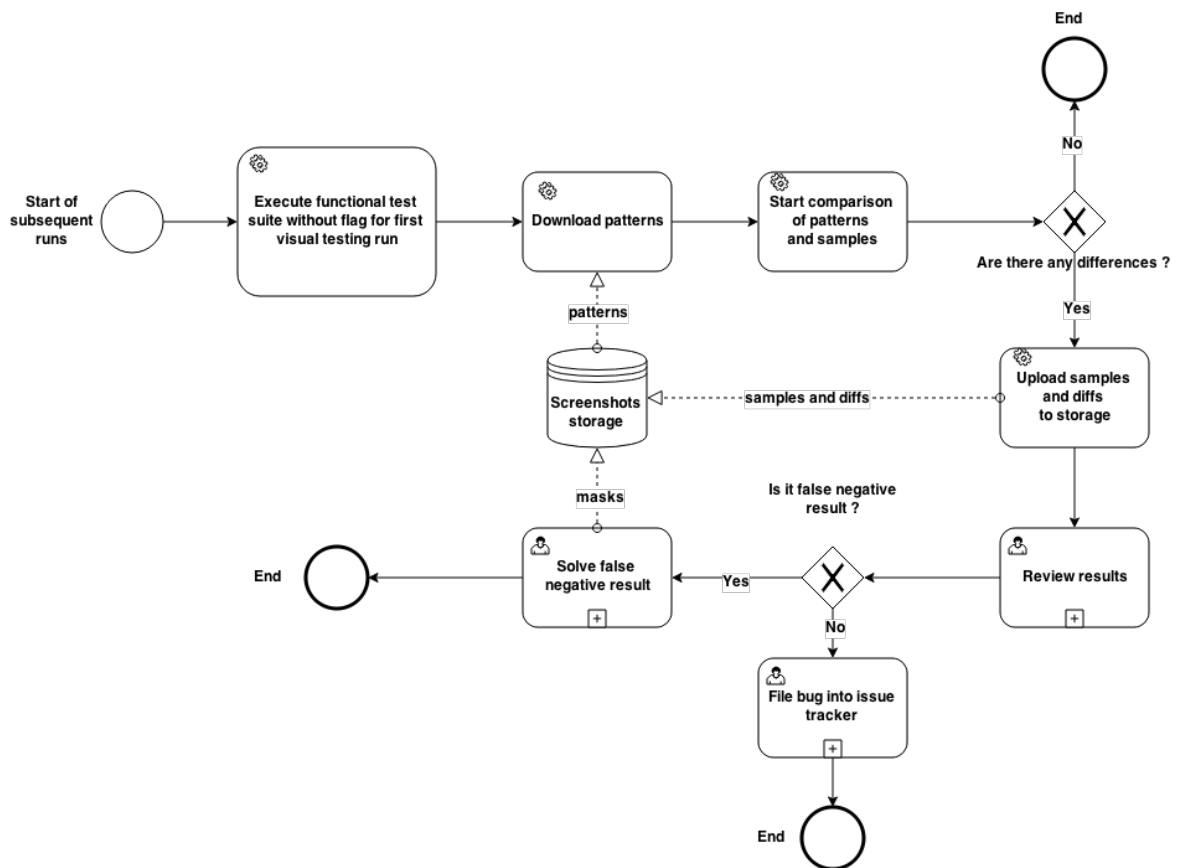 End
No
Start of
subsequent
runs
Execute functional test
suite without flag for first
visual testing run
Download patterns
Start comparison
of patterns
and samples
Are there any differences ?
Yes
patterns
Screenshots
storage
samples and diffs
Upload samples
and diffs
to storage
masks
Is it false negative
result ?
End
Solve false
negative result
Yes
Review results
No
File bug into issue
tracker
End